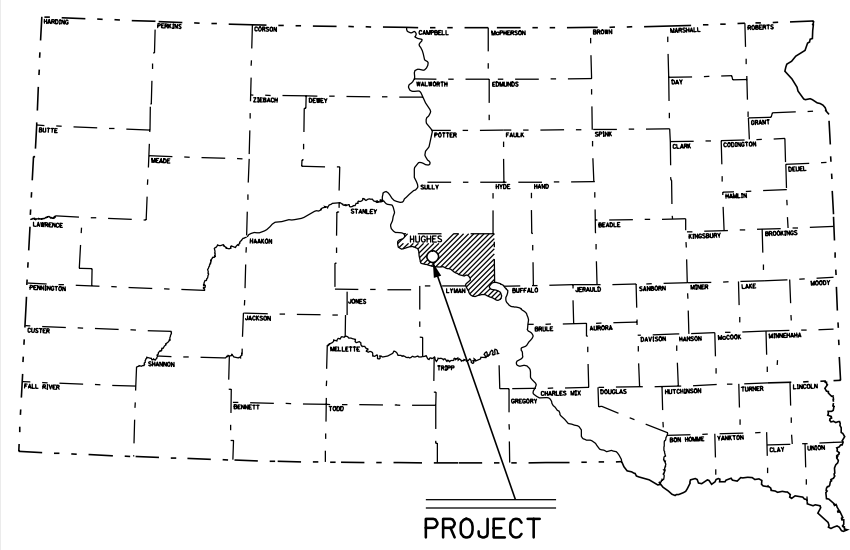 HARDING
PERKINS
CORSON
CAMPBELL
McPHERSON
BROWN
MARSHALL
ROBERTS
WALWORTH
EDMUNDS
DAY
ZIEBACH
DEWEY
GRANT
BUTTE
POTTER
FAULK
SPINK
CLARK
CODINGTON
MEADE
DEUEL
SULLY
HYDE
HAND
HAMLIN
STANLEY
LAWRENCE
HAAKON
HUGHES
BEADLE
KINGSBURY
BROOKINGS
PENNINGTON
LYMAN
BUFFALO
JERAULD
SANBORN
MINER
LAKE
MOODY
JONES
JACKSON
CUSTER
BRULE
AURORA
DAVISON
HANSON
McCOOK
MINNEHAHA
MELLETTE
SHANNON
TRIPP
FALL RIVER
GREGORY
CHARLES MIX
DOUGLAS
HUTCHINSON
TURNER
LINCOLN
BENNETT
TODD
BON HOMME
YANKTON
CLAY
UNION
PROJECT